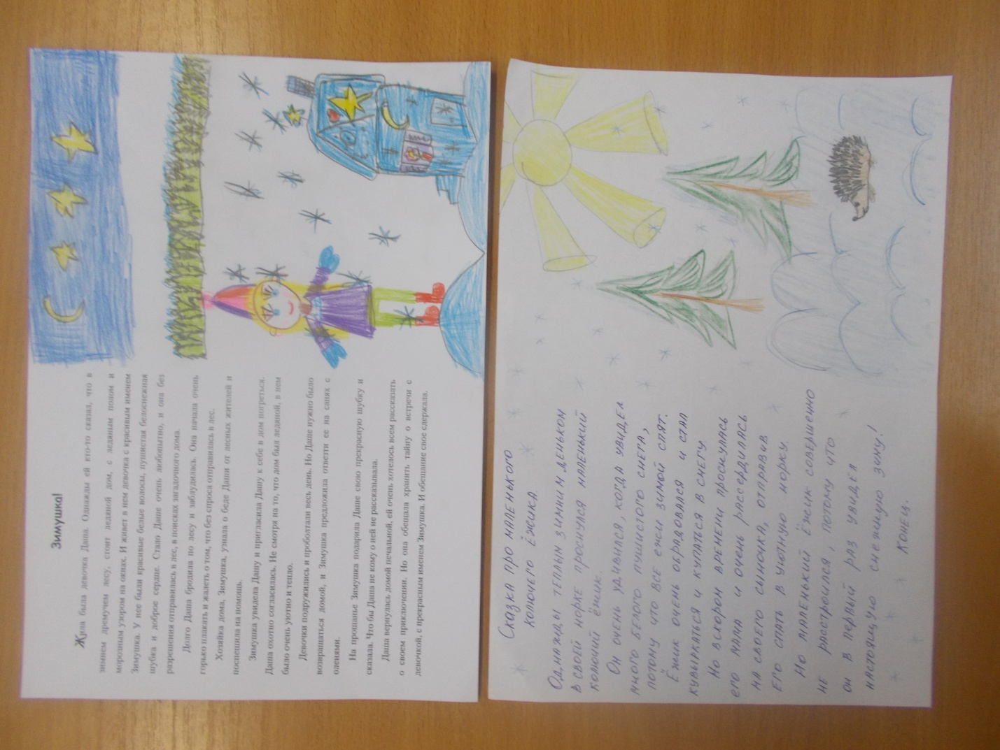 Зимушка!
Жила была девочка Даша. Однажды ей кто-то сказал, что в
зимнем дремучем лесу, стоит ледяной дом, с ледяным полом и
морозным узором на окнах. И живет в нем девочка с красивым именем
Зимушка. У нее были красивые белые волосы, пушистая белоснежная
шубка и доброе сердце. Стало Даше очень любопытно, и она без
разрешения отправилась в лес, в поисках загадочного дома.
Долго Даша бродила по лесу и заблудилась. Она начала очень
горько плакать и жалеть о том, что без спроса отправилась в лес.
Хозяйка дома, Зимушка, узнала о беде Даши от лесных жителей и
поспешила на помощь.
Зимушка увидела Дашу и пригласила Дашу к себе в дом погреться.
Даша охотно согласилась. Не смотря на то, что дом был ледяной, в нем
было очень уютно и тепло.
Девочки подружились и проболтали весь день. Но Даше нужно было
возвращаться домой, и Зимушка предложила отвезти ее на санях с
оленями.
На прощанье Зимушка подарила Даше свою прекрасную шубку и
сказала. Что бы Даша не кому о ней не рассказывала.
Даша вернулась домой печальной, ей очень хотелось всем рассказать
о своем приключении. Но она обещала хранить тайну о встречи с
девочкой, с прекрасным именем Зимушка. И обещание свое сдержала.
Сказка про маленького
колючего ёжика
Однажды теплым зимним деньком
в своей норке проснулся маленький
колючий ёжик.
Он очень удивился, когда увидел
много белого пушистого снега,
потому что все ежи зимой спят.
Ёжик очень обрадовался и стал
кувыркаться и купаться в снегу
Но вскором времени проснулась
его мама и очень рассердилась
на своего сыночка, отправив
его спать в уютную норку.
Но маленький ёжик совершенно
не расстроился, потому что
он в первый раз увидел
настоящую снежную зиму!
Конец.